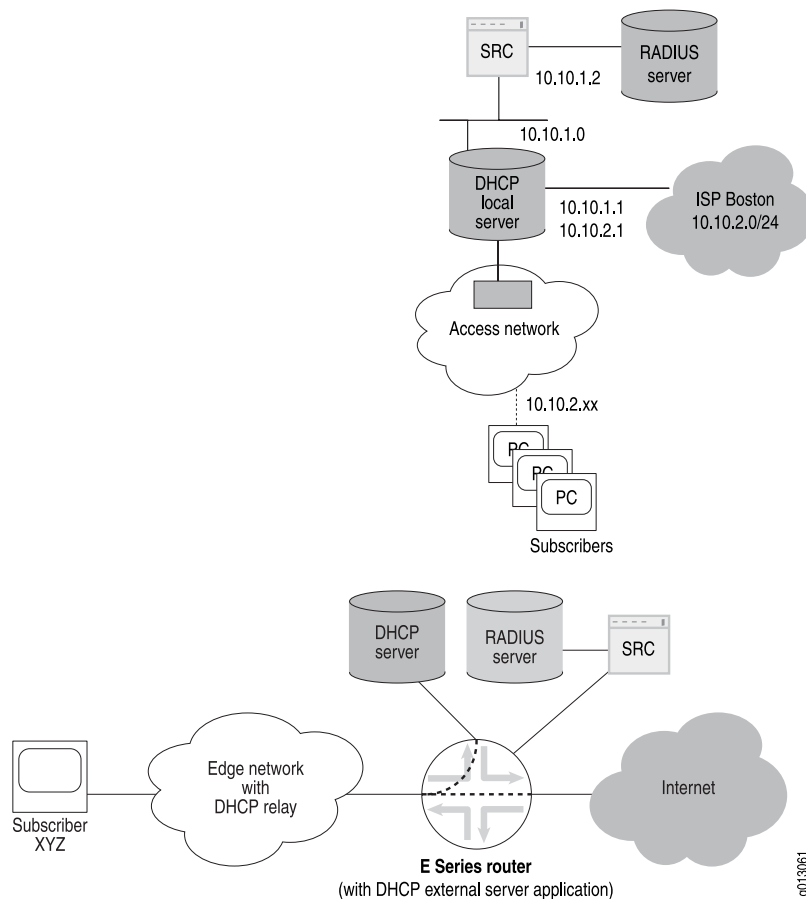 SRC
RADIUS
server
10.10.1.2
10.10.1.0
DHCP
local
server
10.10.1.1
10.10.2.1
ISP Boston
10.10.2.0/24
Access network
10.10.2.xx
PC
PC
PC
Subscribers
DHCP
server
RADIUS
server
SRC
Edge network
with
DHCP relay
Internet
Subscriber
XYZ
E Series router
(with DHCP external server application)
g013061